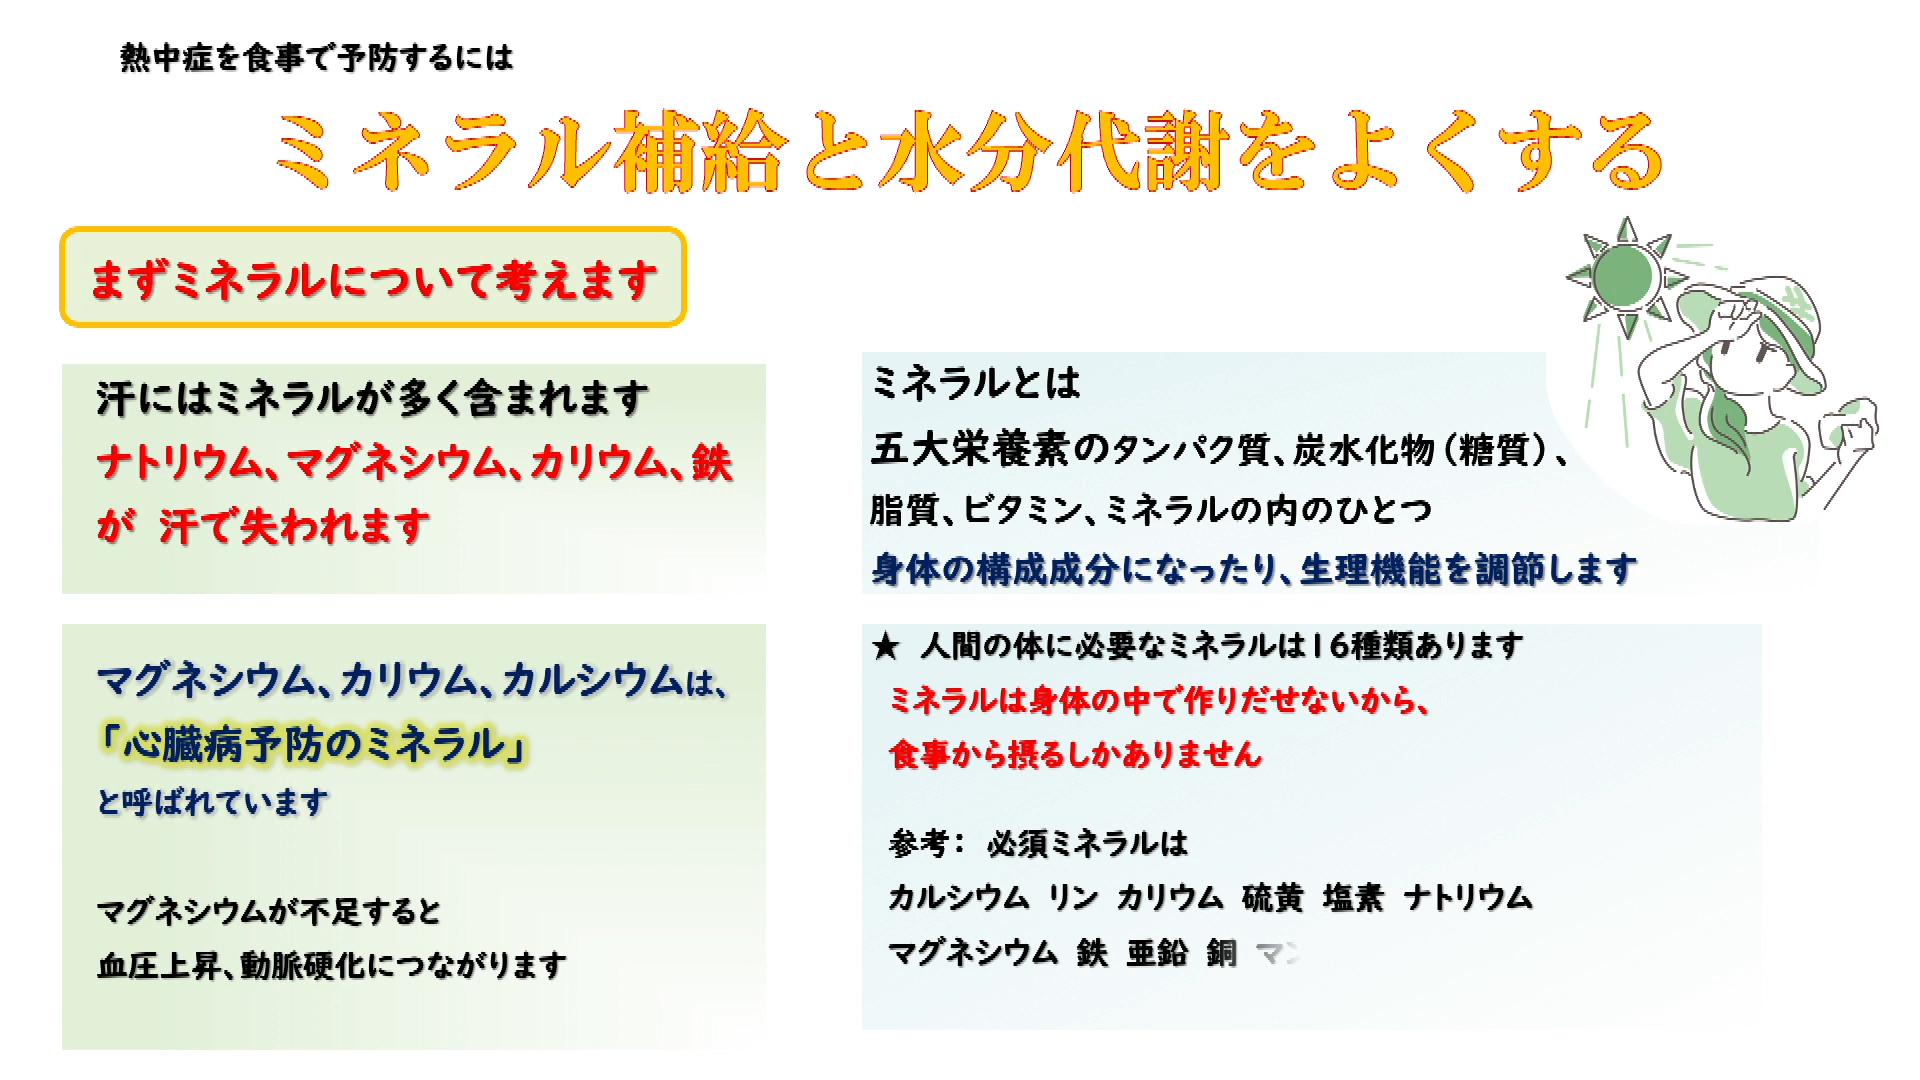 熱中症を食事で予防するには
ミネラル補給と水分代謝をよくする
まずミネラルについて考えます
汗にはミネラルが多く含まれます
ナトリウム、マグネシウム、カリウム、鉄
が 汗で失われます
マグネシウム、カリウム、カルシウムは、
「心臓病予防のミネラル」
と呼ばれています
マグネシウムが不足すると
血圧上昇、動脈硬化につながります
ミネラルとは
五大栄養素のタンパク質、炭水化物(糖質)、
脂質、ビタミン、ミネラルの内のひとつ
身体の構成成分になったり、生理機能を調節します
★ 人間の体に必要なミネラルは16種類あります
ミネラルは身体の中で作りだせないから、
食事から摂るしかありません
参考: 必須ミネラルは
カルシウム リン カリウム 硫黄 塩素 ナトリウム
マグネシウム 鉄 亜鉛 銅